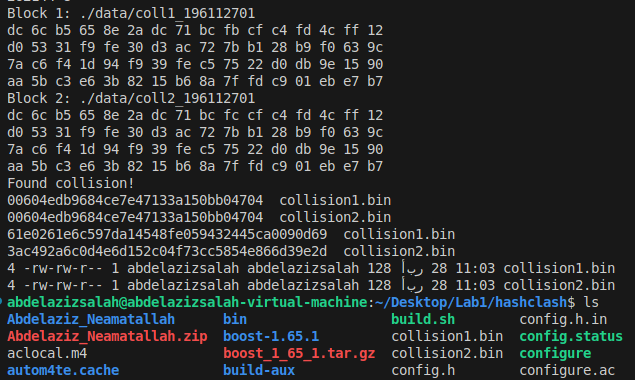 Block 1: ./data/coll1_196112701
dc 6c b5 65 8e 2a dc 71 bc fb cf c4 fd 4c ff 12
d0 53 31 f9 fe 30 d3 ac 72 7b b1 28 b9 f0 63 9c
7a c6 f4 1d 94 f9 39 fe c5 75 22 d0 db 9e 15 90
aa 5b c3 e6 3b 82 15 b6 8a 7f fd c9 01 eb e7 b7
Block 2: ./data/coll2_196112701
dc 6c b5 65 8e 2a dc 71 bc fc cf c4 fd 4c ff 12
d0 53 31 f9 fe 30 d3 ac 72 7b b1 28 b9 f0 63 9c
7a c6 f4 1d 94 f9 39 fe c5 75 22 d0 db 9e 15 90
aa 5b c3 e6 3b 82 15 b6 8a 7f fd c9 01 eb e7 b7
Found collision!
00604edb9684ce7e47133a150bb04704  collision1.bin
00604edb9684ce7e47133a150bb04704  collision2.bin
61e0261e6c597da14548fe059432445ca0090d69  collision1.bin
3ac492a6c0d4e6d152c04f73cc5854e866d39e2d  collision2.bin
4 -rw-rw-r-- 1 abdelazizsalah abdelazizsalah 128 أبر 28 11:03 collision1.bin
4 -rw-rw-r-- 1 abdelazizsalah abdelazizsalah 128 أبر 28 11:03 collision2.bin
abdelazizsalah@abdelazizsalah-virtual-machine:~/Desktop/Lab1/hashclash$ ls
Abdelaziz_Neamatallah bin build.sh config.h.in
Abdelaziz_Neamatallah.zip boost-1.65.1 collision1.bin config.status
aclocal.m4 boost_1_65_1.tar.gz collision2.bin configure
autom4te.cache build-aux config.h configure.ac